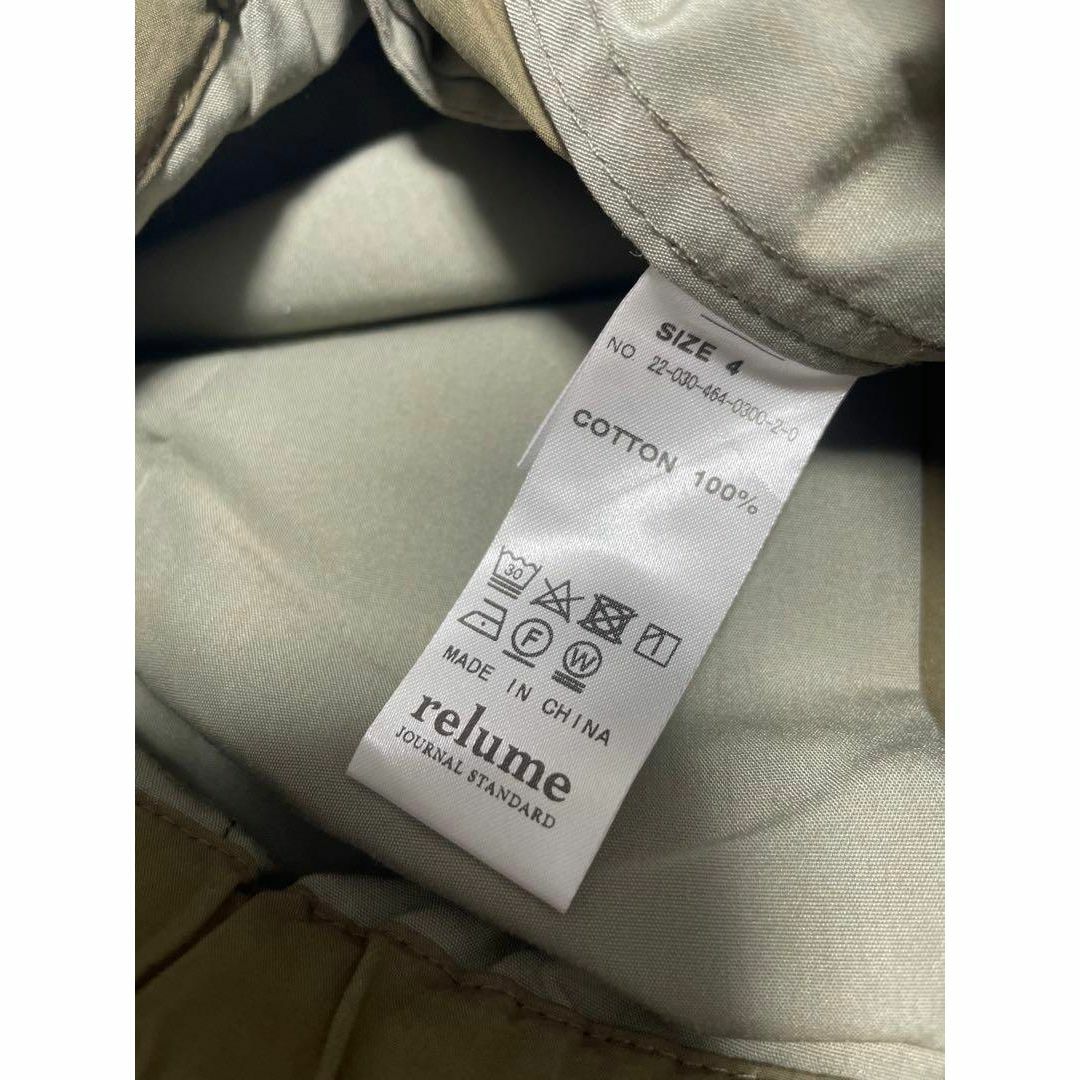 SIZE 4
NO 22-030-464-0300-2-0
COTTON 100%
30
F W
MADE IN CHINA
relume
JOURNAL STANDARD